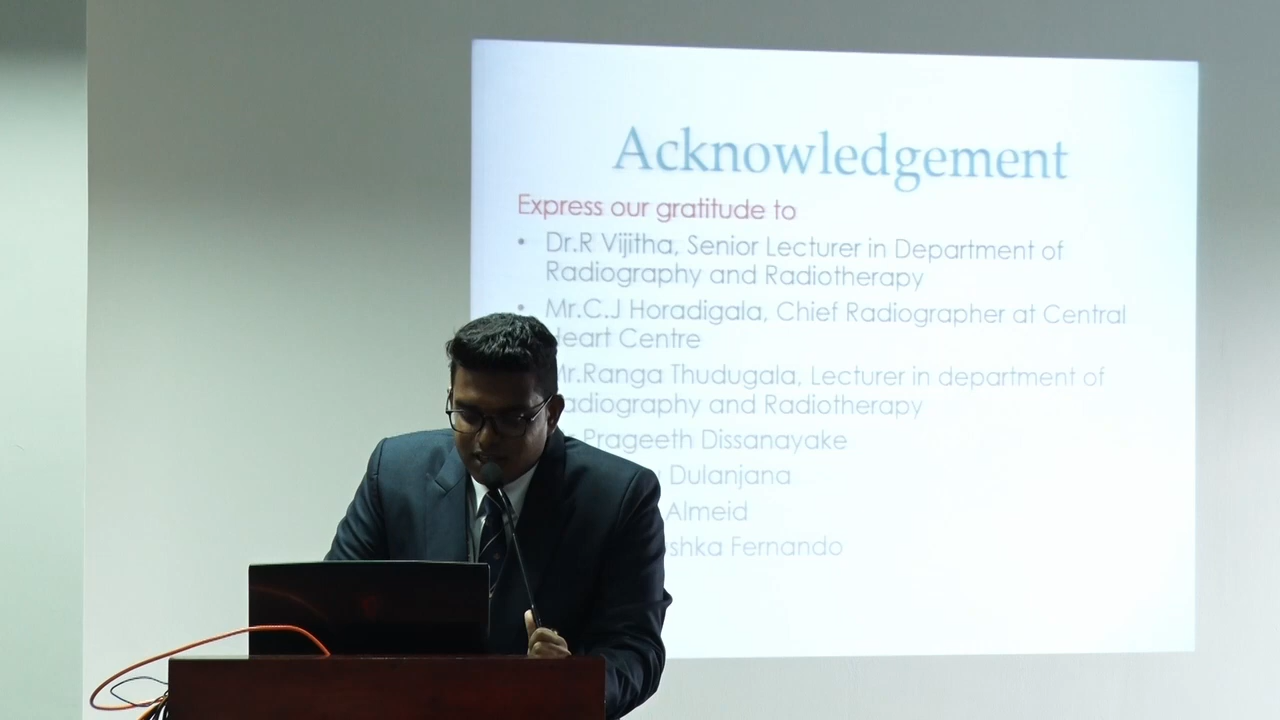 Acknowledgement
Express our gratitude to
• Dr.R Vijitha, Senior Lecturer in Department of
Radiography and Radiotherapy
• Mr.C.J Horadigala, Chief Radiographer at Central
Heart Centre
Mr.Ranga Thudugala, Lecturer in department of
Radiography and Radiotherapy
Prageeth Dissanayake
Dulanjana
Almeid
Fernando